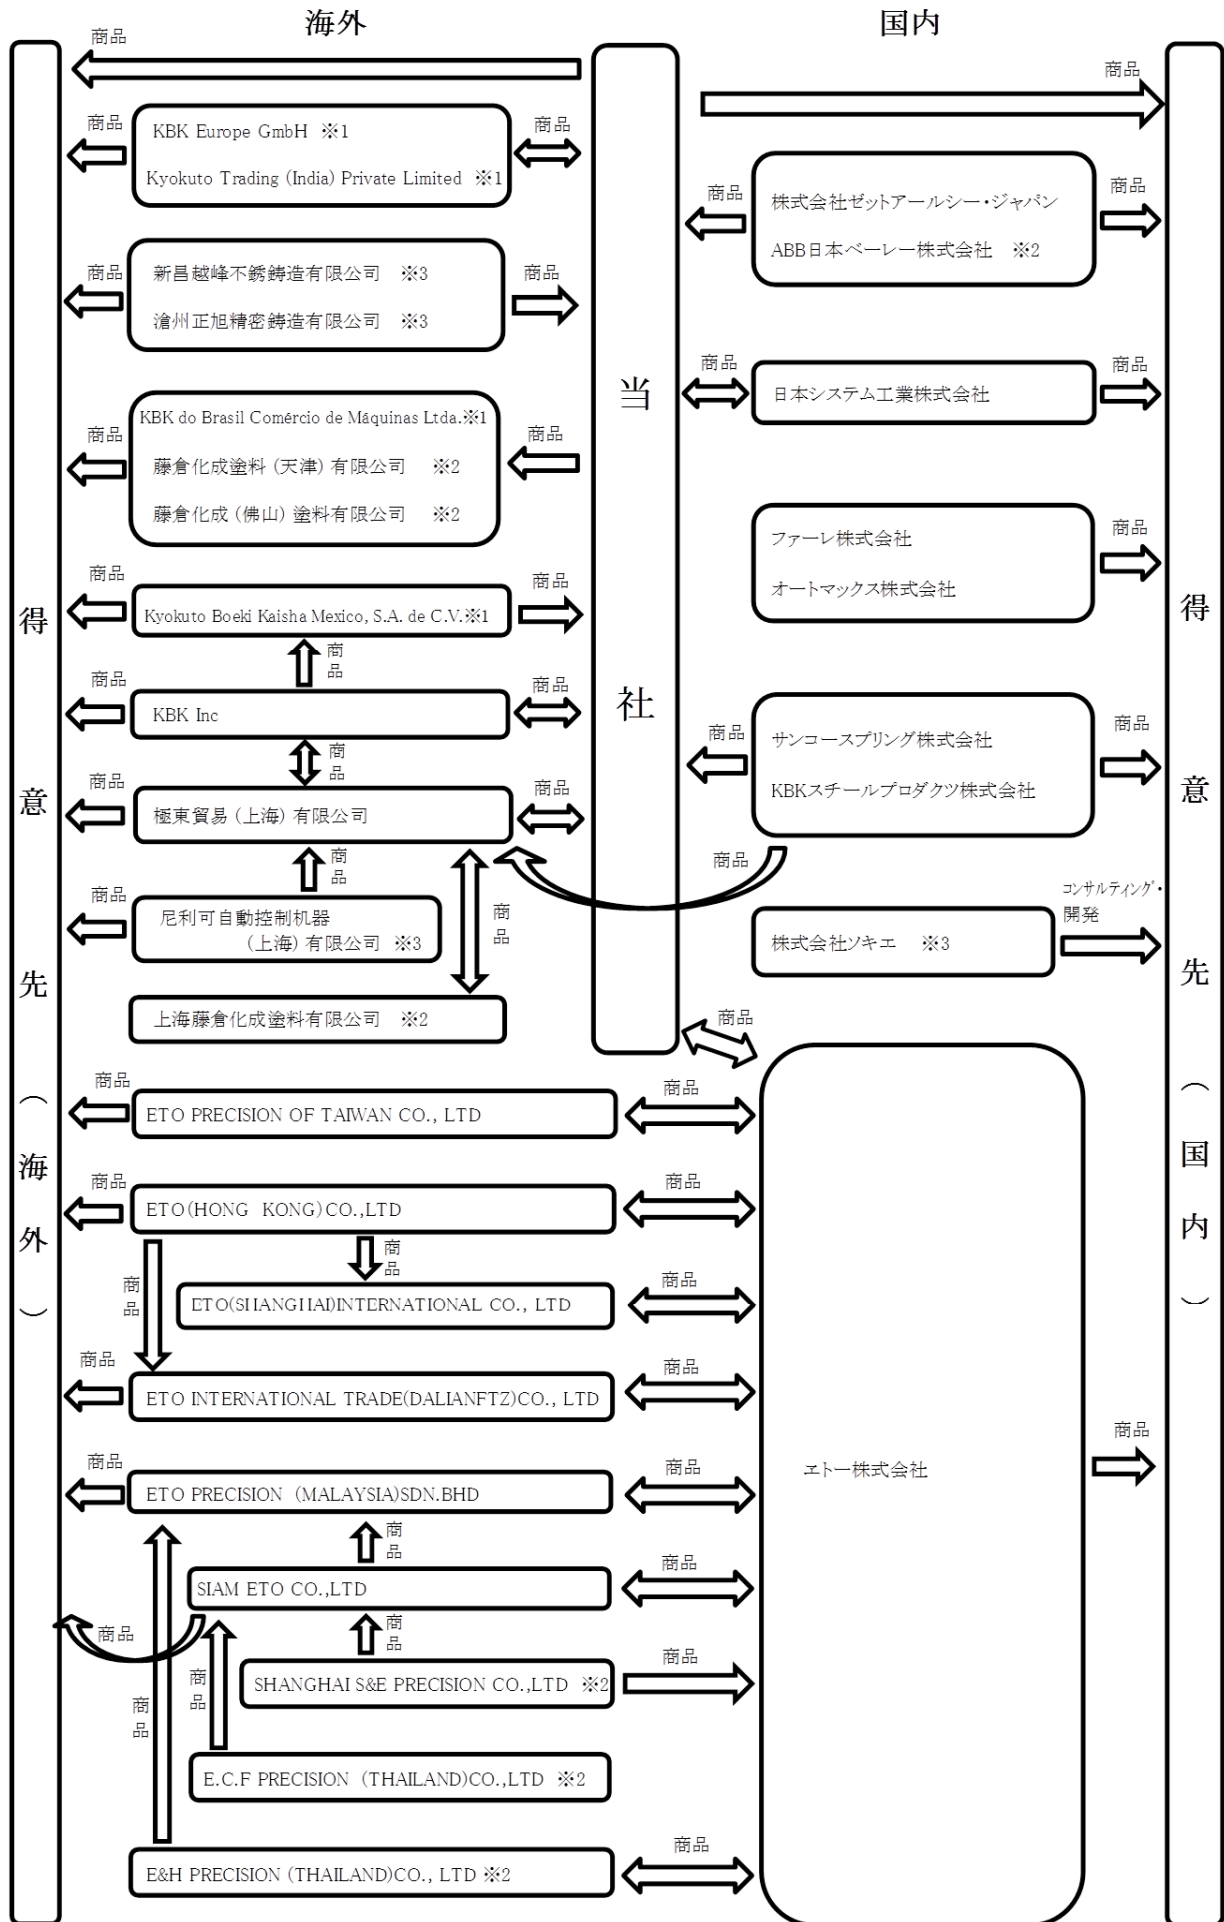 海外
国内
商品
商品
商品
KBK Europe GmbH ※1
商品
Kyokuto Trading (India) Private Limited ※1
商品
株式会社ゼットアールシー・ジャパン
商品
ABB日本ベーレー株式会社 ※2
商品
新昌越峰不銹鋳造有限公司 ※3
商品
滄州正旭精密鋳造有限公司 ※3
商品
日本システム工業株式会社
商品
当
社
商品
KBK do Brasil Comércio de Máquinas Ltda.※1
商品
藤倉化成塗料(天津)有限公司 ※2
藤倉化成(佛山)塗料有限公司 ※2
ファーレ株式会社
商品
オートマックス株式会社
商品
Kyokuto Boeki Kaisha Mexico, S.A. de C.V.※1
商品
商品
商品
KBK Inc
商品
商品
商品
サンコースプリング株式会社
商品
KBKスチールプロダクツ株式会社
商品
極東貿易(上海)有限公司
商品
商品
商品
商品
尼利可自動控制机器
(上海)有限公司 ※3
商品
株式会社ソキエ ※3
コンサルティング・
開発
上海藤倉化成塗料有限公司 ※2
商品
得意先(海外)
得意先(国内)
商品
ETO PRECISION OF TAIWAN CO., LTD
商品
商品
ETO(HONG KONG)CO.,LTD
商品
商品
商品
ETO(SHANGHAI)INTERNATIONAL CO., LTD
商品
商品
ETO INTERNATIONAL TRADE(DALIANFTZ)CO., LTD
商品
ヱトー株式会社
商品
商品
ETO PRECISION (MALAYSIA)SDN.BHD
商品
商品
SIAM ETO CO.,LTD
商品
商品
商品
SHANGHAI S&E PRECISION CO.,LTD ※2
商品
商品
商品
E.C.F PRECISION (THAILAND)CO.,LTD ※2
E&H PRECISION (THAILAND)CO., LTD ※2
商品